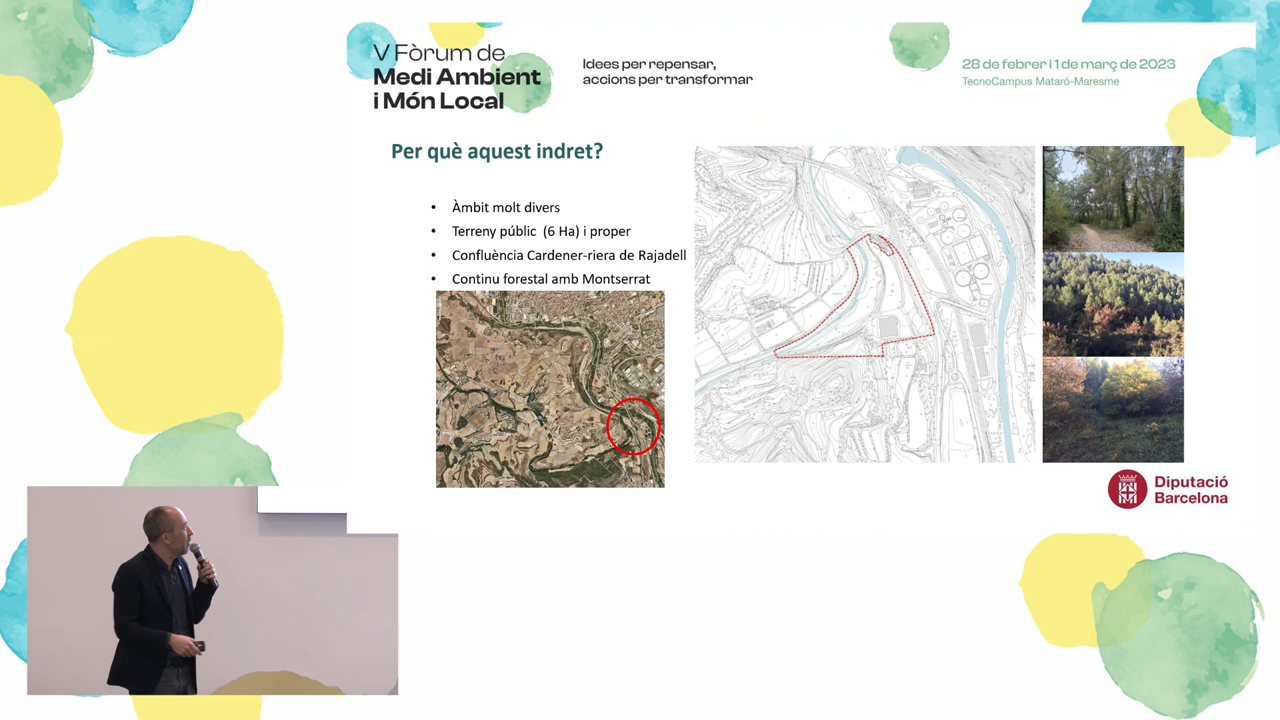 V Fòrum de
Medi Ambient
i Món Local
Idees per repensar,
accions per transformar
28 de febrer i 1 de març de 2023
TecnoCampus Mataró-Maresme
Per què aquest indret?
• Àmbit molt divers
• Terreny públic (6 Ha) i proper
• Confluència Cardener-riera de Rajadell
• Continu forestal amb Montserrat
Diputació
Barcelona